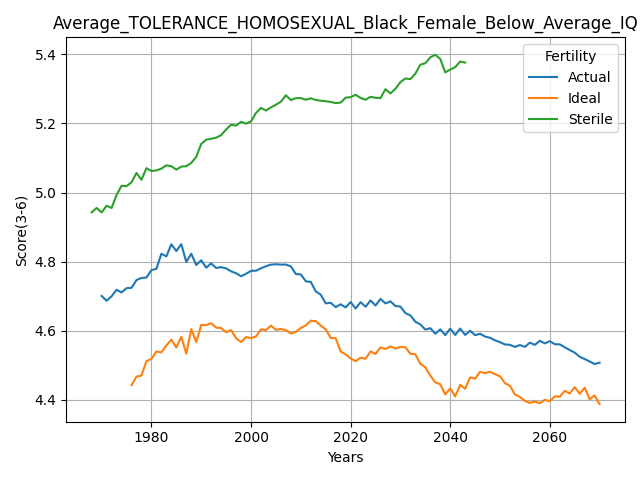 Average_TOLERANCE_HOMOSEXUAL_Black_Female_Below_Average_IQ
Fertility
Actual
Ideal
Sterile
5.4
5.2
5.0
4.8
4.6
4.4
Score(3-6)
1980
2000
2020
2040
2060
Years